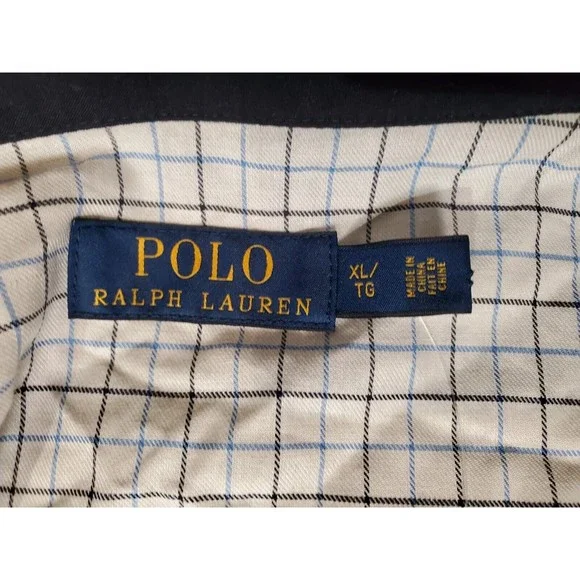 POLO
RALPH LAUREN
XL/
TG
MADE IN
CHINA
FAIT EN
CHINE